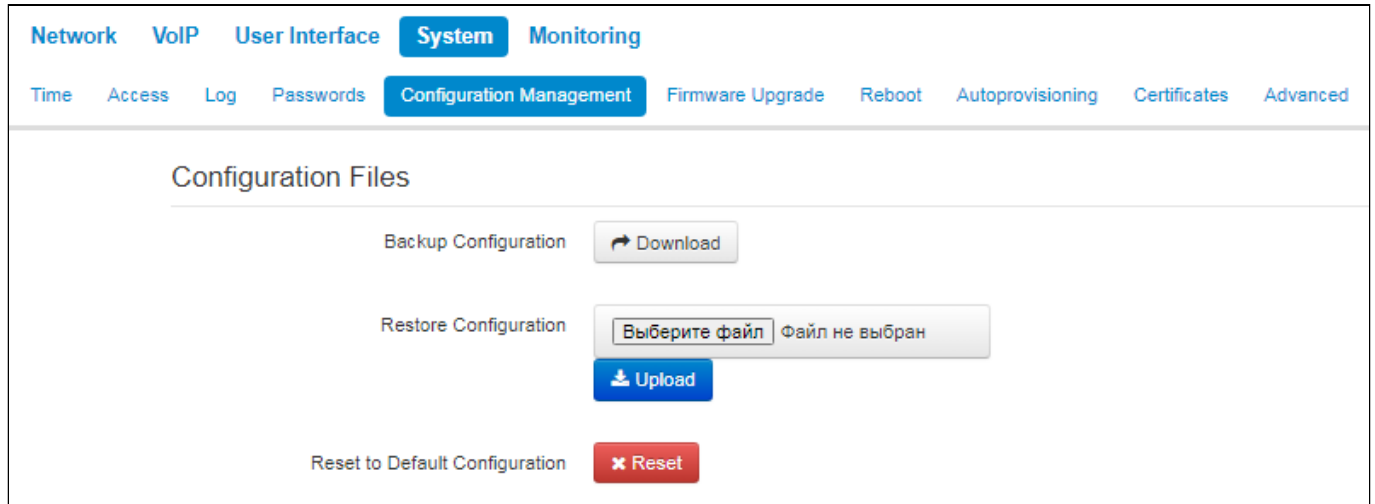 Network VoIP User Interface System Monitoring
Time Access Log Passwords Configuration Management Firmware Upgrade Reboot Autoprovisioning Certificates Advanced
Configuration Files
Backup Configuration Download
Restore Configuration Выберите файл Файл не выбран
Upload
Reset to Default Configuration Reset